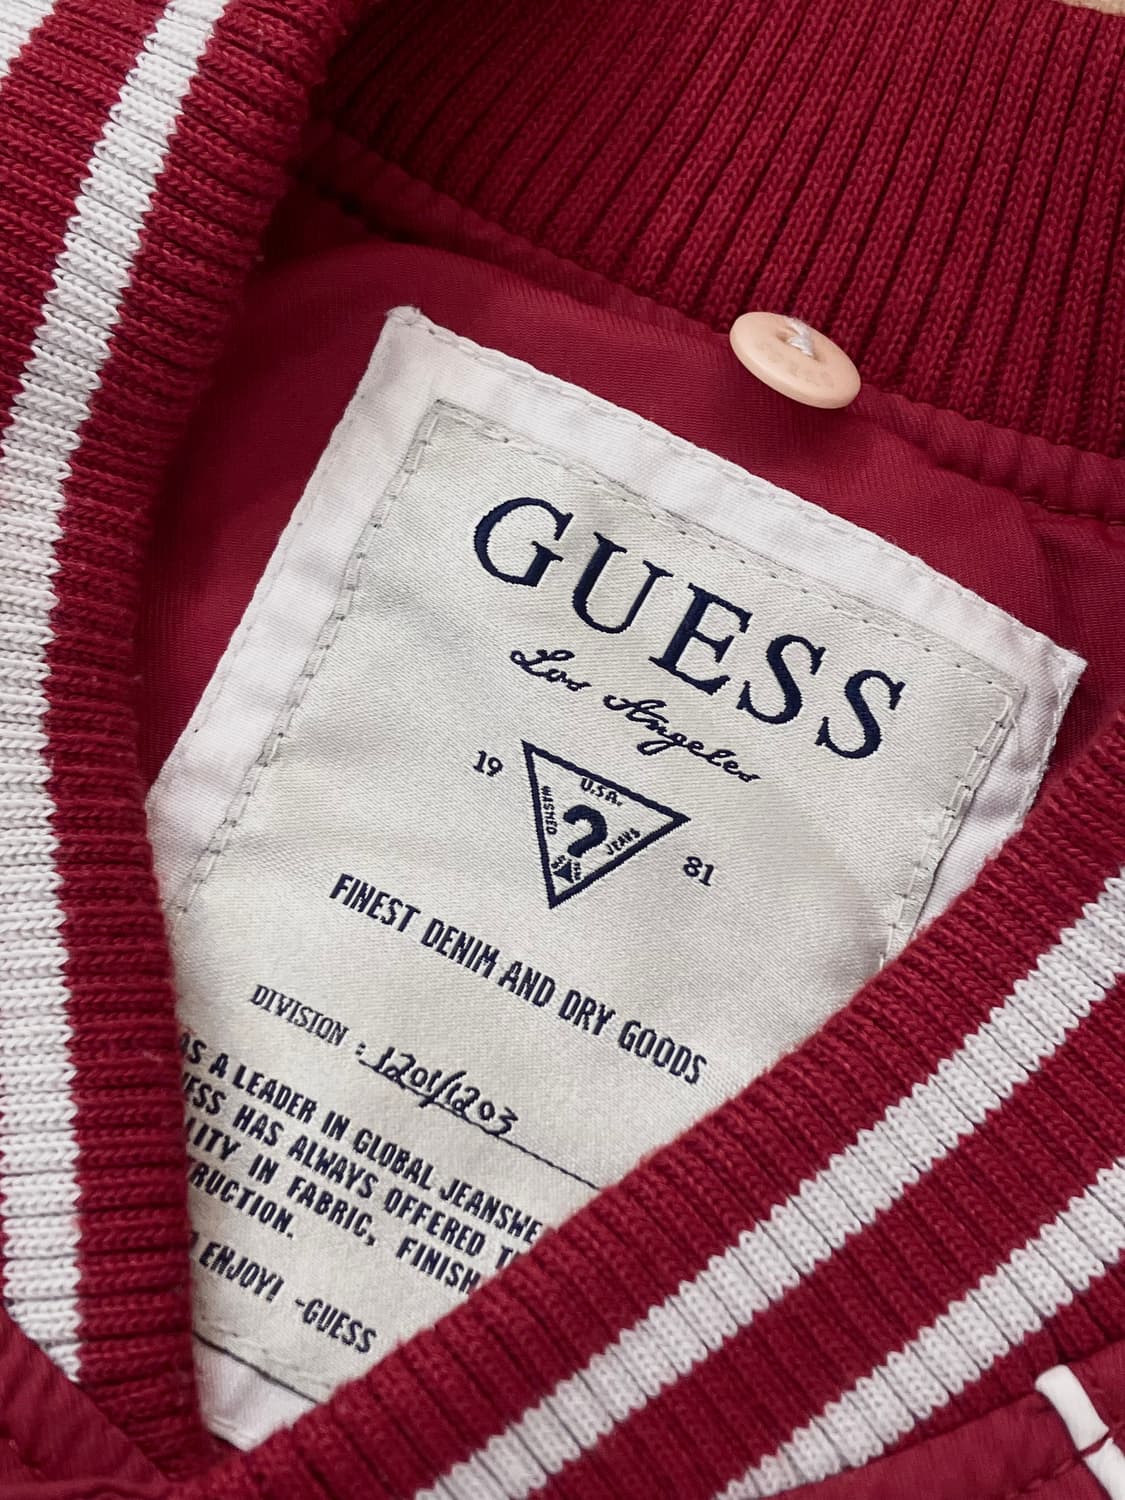 GUESS
Los Angeles
19 81
U.S.A.
WASHED
?
JEANS
FINEST DENIM AND DRY GOODS
DIVISION : 1201/1203
AS A LEADER IN GLOBAL JEANSWE
ESS HAS ALWAYS OFFERED T
LITY IN FABRIC, FINISH
RUCTION.
ENJOY! -GUESS